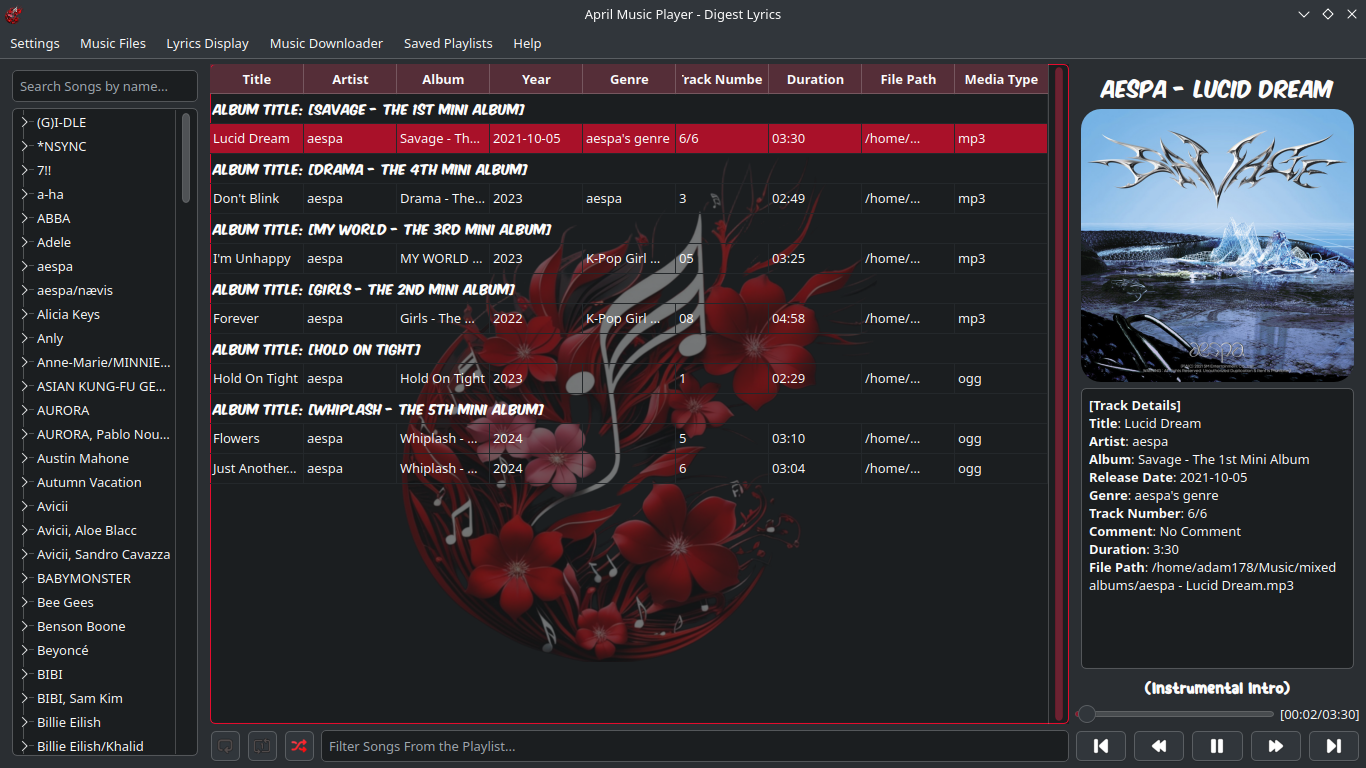 April Music Player - Digest Lyrics
Settings Music Files Lyrics Display Music Downloader Saved Playlists Help
Search Songs by name...
(G)I-DLE
*NSYNC
7!!
a-ha
ABBA
Adele
aespa
aespa/nævis
Alicia Keys
Anly
Anne-Marie/MINNIE...
ASIAN KUNG-FU GE...
AURORA
AURORA, Pablo Nou...
Austin Mahone
Autumn Vacation
Avicii
Avicii, Aloe Blacc
Avicii, Sandro Cavazza
BABYMONSTER
Bee Gees
Benson Boone
Beyoncé
BIBI
BIBI, Sam Kim
Billie Eilish
Billie Eilish/Khalid
Title Artist Album Year Genre Track Numbe Duration File Path Media Type
ALBUM TITLE: [SAVAGE - THE 1ST MINI ALBUM]
Lucid Dream aespa Savage - Th... 2021-10-05 aespa's genre 6/6 03:30 /home/... mp3
ALBUM TITLE: [DRAMA - THE 4TH MINI ALBUM]
Don't Blink aespa Drama - The... 2023 aespa 3 02:49 /home/... mp3
ALBUM TITLE: [MY WORLD - THE 3RD MINI ALBUM]
I'm Unhappy aespa MY WORLD ... 2023 K-Pop Girl ... 05 03:25 /home/... mp3
ALBUM TITLE: [GIRLS - THE 2ND MINI ALBUM]
Forever aespa Girls - The ... 2022 K-Pop Girl ... 08 04:58 /home/... mp3
ALBUM TITLE: [HOLD ON TIGHT]
Hold On Tight aespa Hold On Tight 2023 1 02:29 /home/... ogg
ALBUM TITLE: [WHIPLASH - THE 5TH MINI ALBUM]
Flowers aespa Whiplash - ... 2024 5 03:10 /home/... ogg
Just Another... aespa Whiplash - ... 2024 6 03:04 /home/... ogg
Filter Songs From the Playlist...
AESPA - LUCID DREAM
SAVAGE
aespa
[Track Details]
Title: Lucid Dream
Artist: aespa
Album: Savage - The 1st Mini Album
Release Date: 2021-10-05
Genre: aespa's genre
Track Number: 6/6
Comment: No Comment
Duration: 3:30
File Path: /home/adam178/Music/mixed
albums/aespa - Lucid Dream.mp3
(Instrumental Intro)
[00:02/03:30]